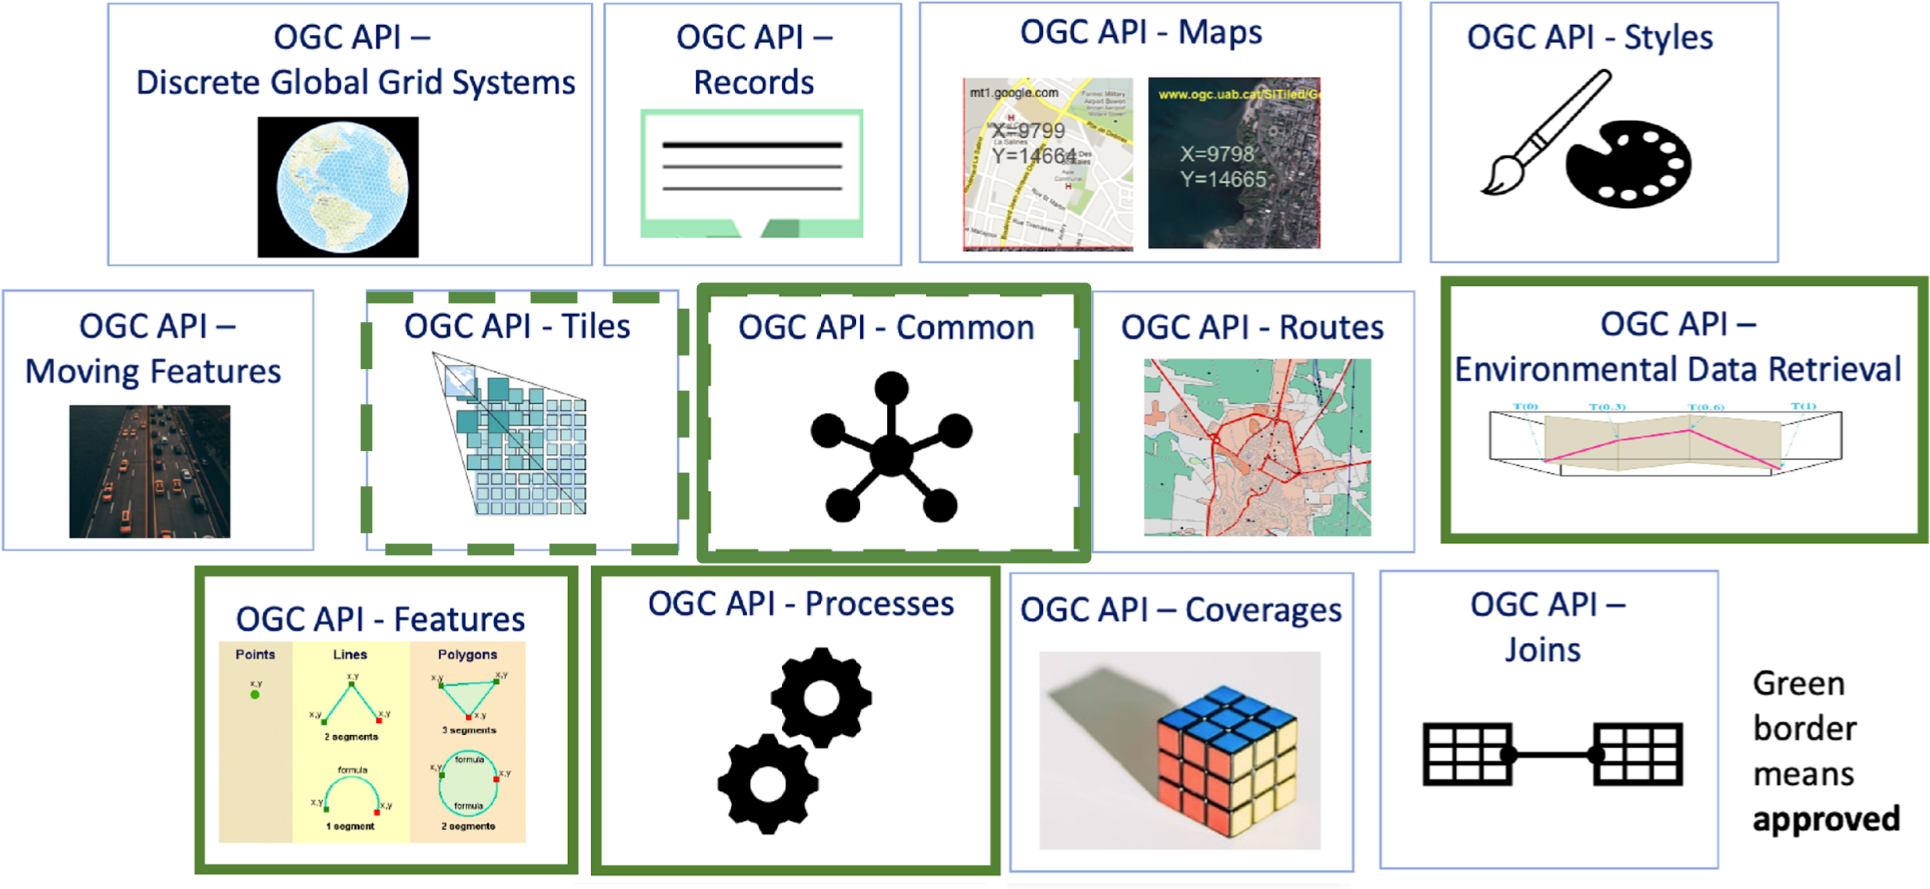 OGC API –
Discrete Global Grid Systems
OGC API –
Records
OGC API - Maps
mt1.google.com
X=9799
Y=14664
www.ogc.uab.cat/SITiled/G
X=9798
Y=14665
OGC API - Styles
OGC API –
Moving Features
OGC API - Tiles
OGC API - Common
OGC API - Routes
OGC API –
Environmental Data Retrieval
T(0)
T(0,3)
T(0,6)
T(1)
OGC API - Features
Points
Lines
Polygons
x,y
x,y
x,y
x,y
2 segments
x,y
x,y
x,y
3 segments
formula
x,y
x,y
1 segment
formula
x,y
x,y
formula
2 segments
OGC API - Processes
OGC API – Coverages
OGC API –
Joins
Green
border
means
approved